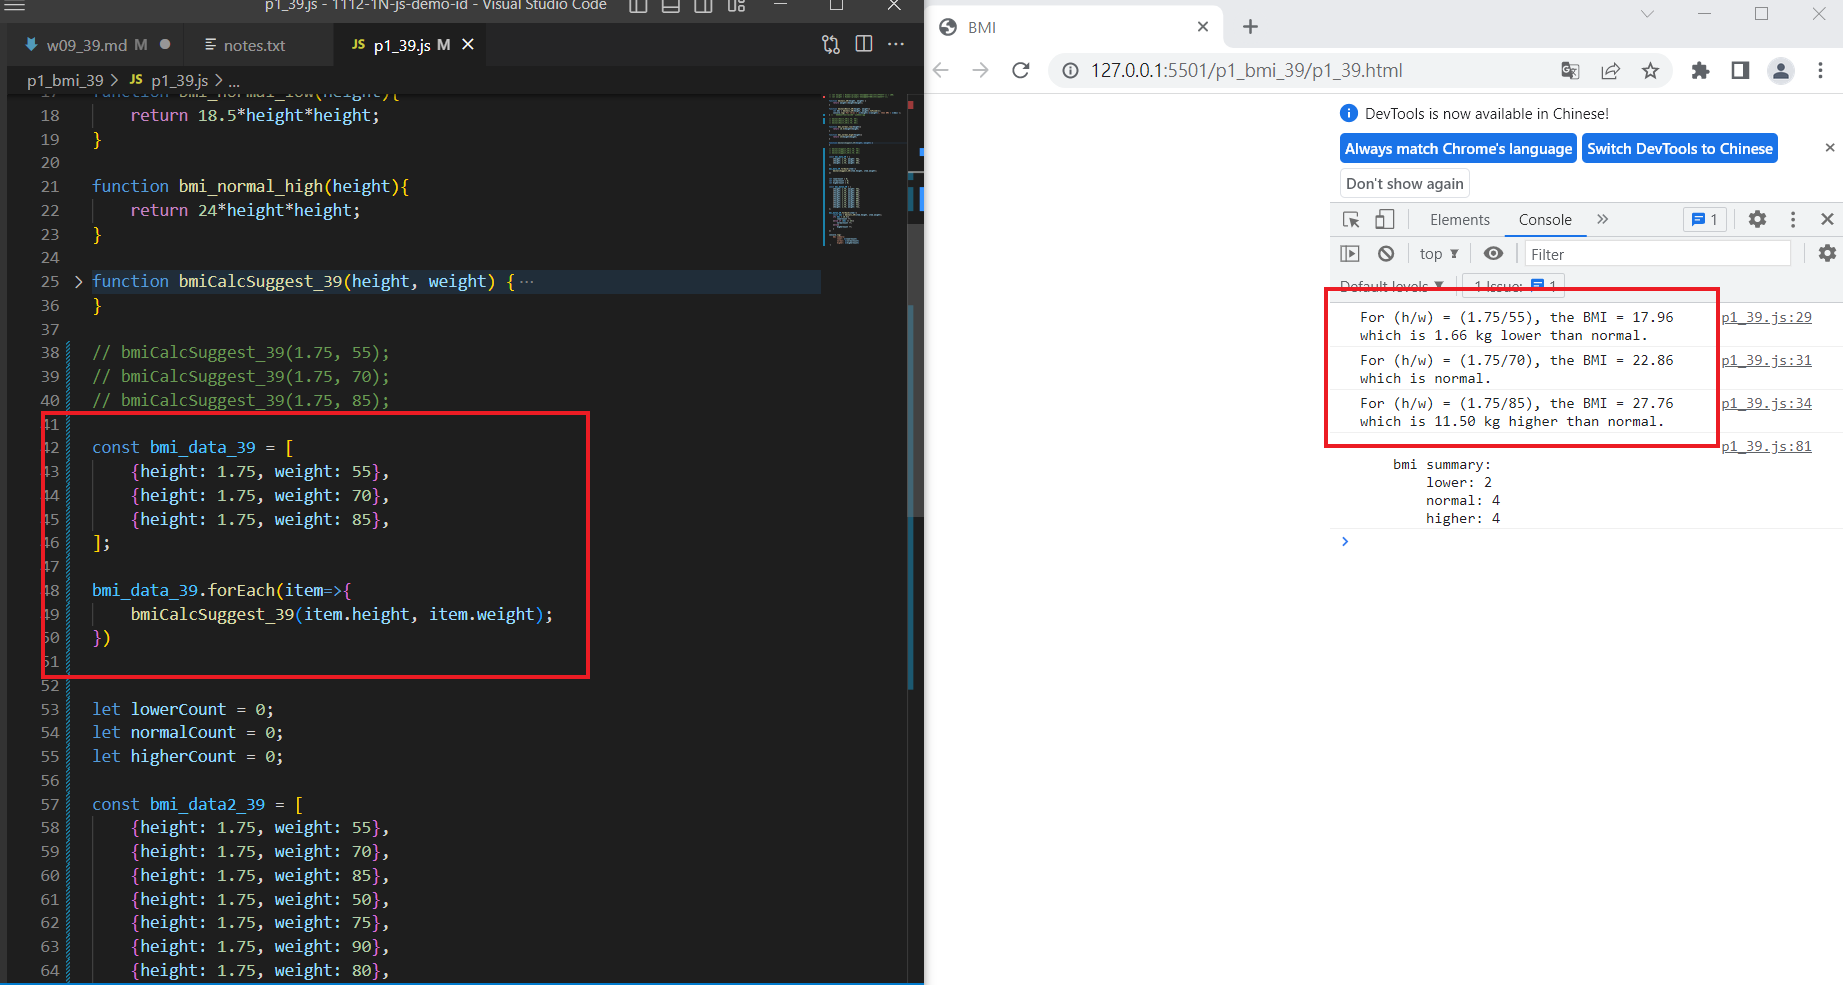 p1_39.js - 1112-1N-js-demo-id - Visual Studio Code
w09_39.md M
notes.txt
JS p1_39.js M
p1_bmi_39 > JS p1_39.js > ...
17 function bmi_normal_low(height){
18 return 18.5*height*height;
19 }
20
21 function bmi_normal_high(height){
22 return 24*height*height;
23 }
24
25 function bmiCalcSuggest_39(height, weight) { ...
36 }
37
38 // bmiCalcSuggest_39(1.75, 55);
39 // bmiCalcSuggest_39(1.75, 70);
40 // bmiCalcSuggest_39(1.75, 85);
41
42 const bmi_data_39 = [
43 {height: 1.75, weight: 55},
44 {height: 1.75, weight: 70},
45 {height: 1.75, weight: 85},
46 ];
47
48 bmi_data_39.forEach(item=>{
49 bmiCalcSuggest_39(item.height, item.weight);
50 })
51
52
53 let lowerCount = 0;
54 let normalCount = 0;
55 let higherCount = 0;
56
57 const bmi_data2_39 = [
58 {height: 1.75, weight: 55},
59 {height: 1.75, weight: 70},
60 {height: 1.75, weight: 85},
61 {height: 1.75, weight: 50},
62 {height: 1.75, weight: 75},
63 {height: 1.75, weight: 90},
64 {height: 1.75, weight: 80},
BMI
127.0.0.1:5501/p1_bmi_39/p1_39.html
DevTools is now available in Chinese!
Always match Chrome's language
Switch DevTools to Chinese
Don't show again
Elements
Console
1
top
Filter
Default levels
1 Issue: 1
For (h/w) = (1.75/55), the BMI = 17.96 p1_39.js:29
which is 1.66 kg lower than normal.
For (h/w) = (1.75/70), the BMI = 22.86 p1_39.js:31
which is normal.
For (h/w) = (1.75/85), the BMI = 27.76 p1_39.js:34
which is 11.50 kg higher than normal.
p1_39.js:81
bmi summary:
lower: 2
normal: 4
higher: 4